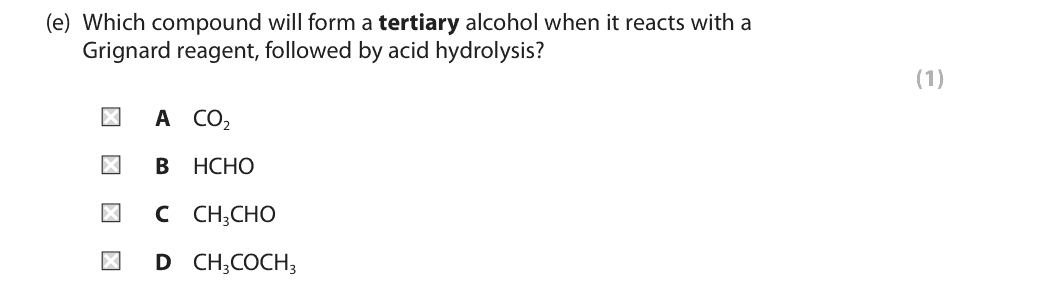 (e) Which compound will form a tertiary alcohol when it reacts with a
Grignard reagent, followed by acid hydrolysis?
(1)
A CO₂
B HCHO
C CH₃CHO
D CH₃COCH₃